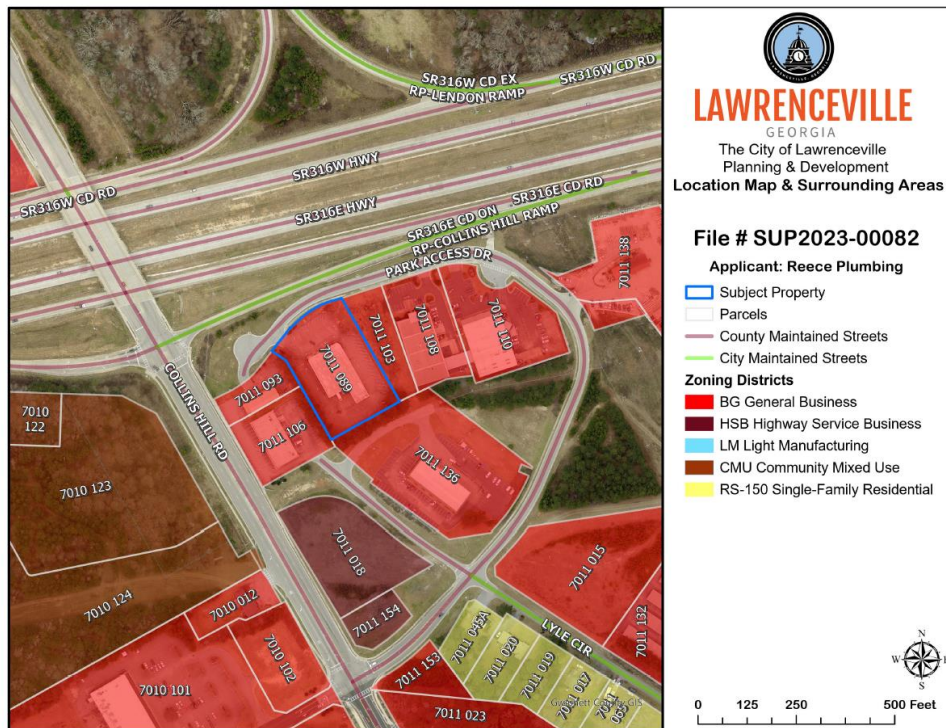 SR316W CD EX
RP-LENDON RAMP
SR316W CD RD
SR316W HWY
SR316W CD RD
SR316E HWY
SR316E CD ON
RP-COLLINS HILL RAMP
SR316E CD RD
PARK ACCESS DR
COLLINS HILL RD
LYLE CIR
7011 138
7011 103
7011 108
7011 110
7011 089
7011 093
7011 106
7011 136
7010
122
7010 123
7010 124
7010 012
7010 102
7010 101
7011 018
7011 154
7011 015
7011 132
7011 045A
7011 020
7011 019
7011 017
7011
7011 153
7011 023
LAWRENCEVILLE
GEORGIA
The City of Lawrenceville
Planning & Development
Location Map & Surrounding Areas
File # SUP2023-00082
Applicant: Reece Plumbing
Subject Property
Parcels
County Maintained Streets
City Maintained Streets
Zoning Districts
BG General Business
HSB Highway Service Business
LM Light Manufacturing
CMU Community Mixed Use
RS-150 Single-Family Residential
N
W
E
S
0 125 250 500 Feet